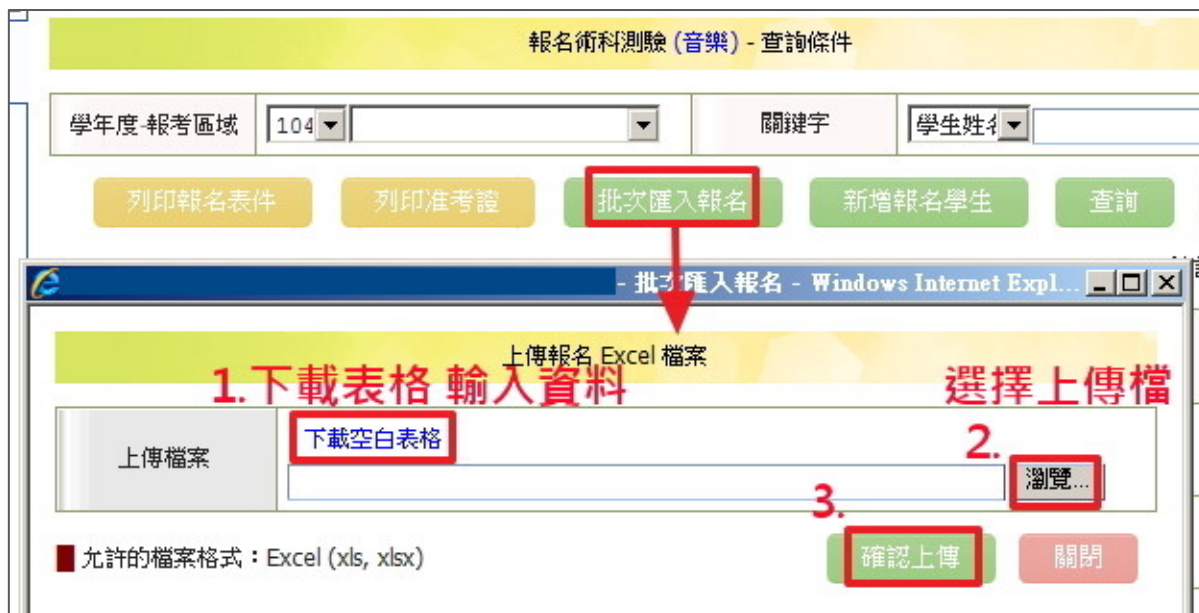 報名術科測驗 (音樂) - 查詢條件
學年度-報考區域 104 關鍵字 學生姓名
列印報名表件 列印准考證 批次匯入報名 新增報名學生 查詢
- 批次匯入報名 - Windows Internet Expl...
上傳報名 Excel 檔案
1.下載表格 輸入資料 選擇上傳檔
下載空白表格 2.
上傳檔案 瀏覽...
3.
允許的檔案格式：Excel (xls, xlsx) 確認上傳 關閉